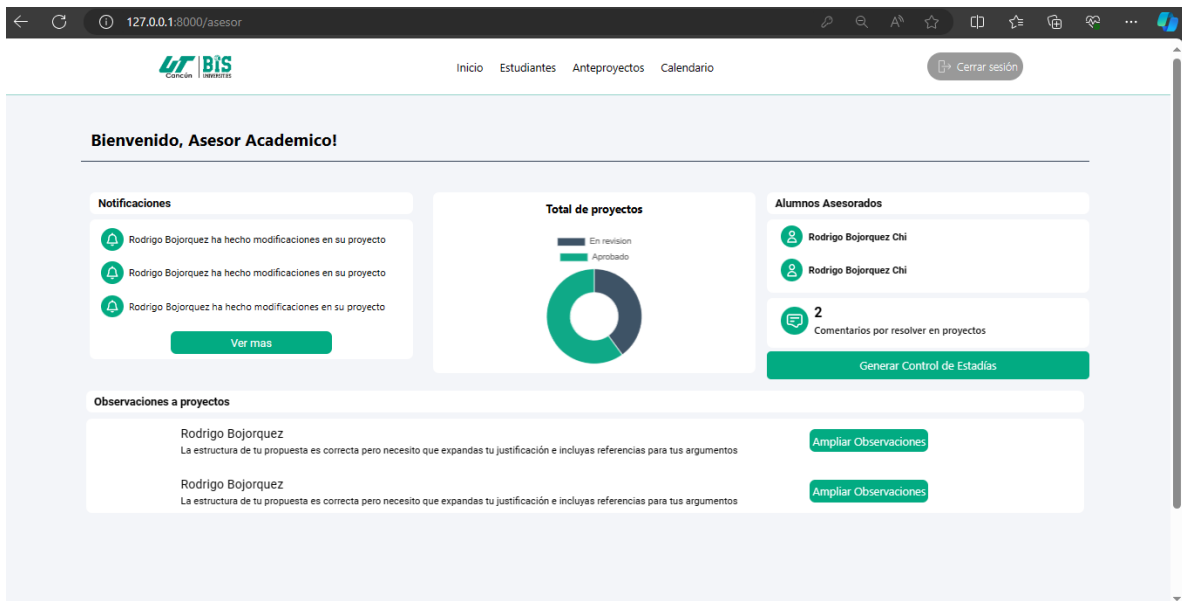 127.0.0.1:8000/asesor
UT Cancún | BIS UNIVERSITIES
Inicio Estudiantes Anteproyectos Calendario
Cerrar sesión
Bienvenido, Asesor Academico!
Notificaciones
Rodrigo Bojorquez ha hecho modificaciones en su proyecto
Rodrigo Bojorquez ha hecho modificaciones en su proyecto
Rodrigo Bojorquez ha hecho modificaciones en su proyecto
Ver mas
Total de proyectos
En revision
Aprobado
Alumnos Asesorados
Rodrigo Bojorquez Chi
Rodrigo Bojorquez Chi
2
Comentarios por resolver en proyectos
Generar Control de Estadías
Observaciones a proyectos
Rodrigo Bojorquez
La estructura de tu propuesta es correcta pero necesito que expandas tu justificación e incluyas referencias para tus argumentos
Ampliar Observaciones
Rodrigo Bojorquez
La estructura de tu propuesta es correcta pero necesito que expandas tu justificación e incluyas referencias para tus argumentos
Ampliar Observaciones